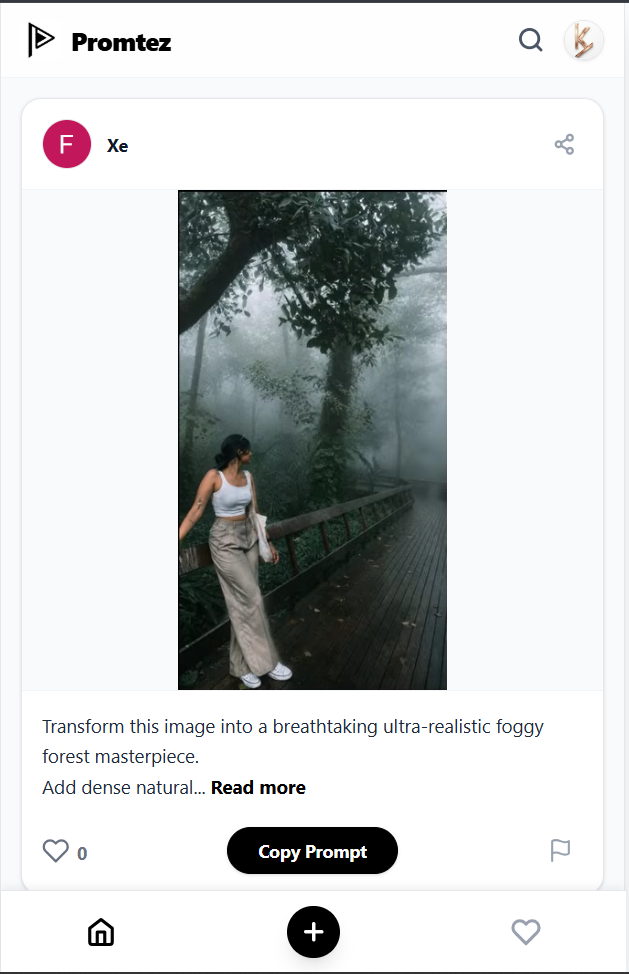 Promtez
F
Xe
Transform this image into a breathtaking ultra-realistic foggy
forest masterpiece.
Add dense natural... Read more
0
Copy Prompt